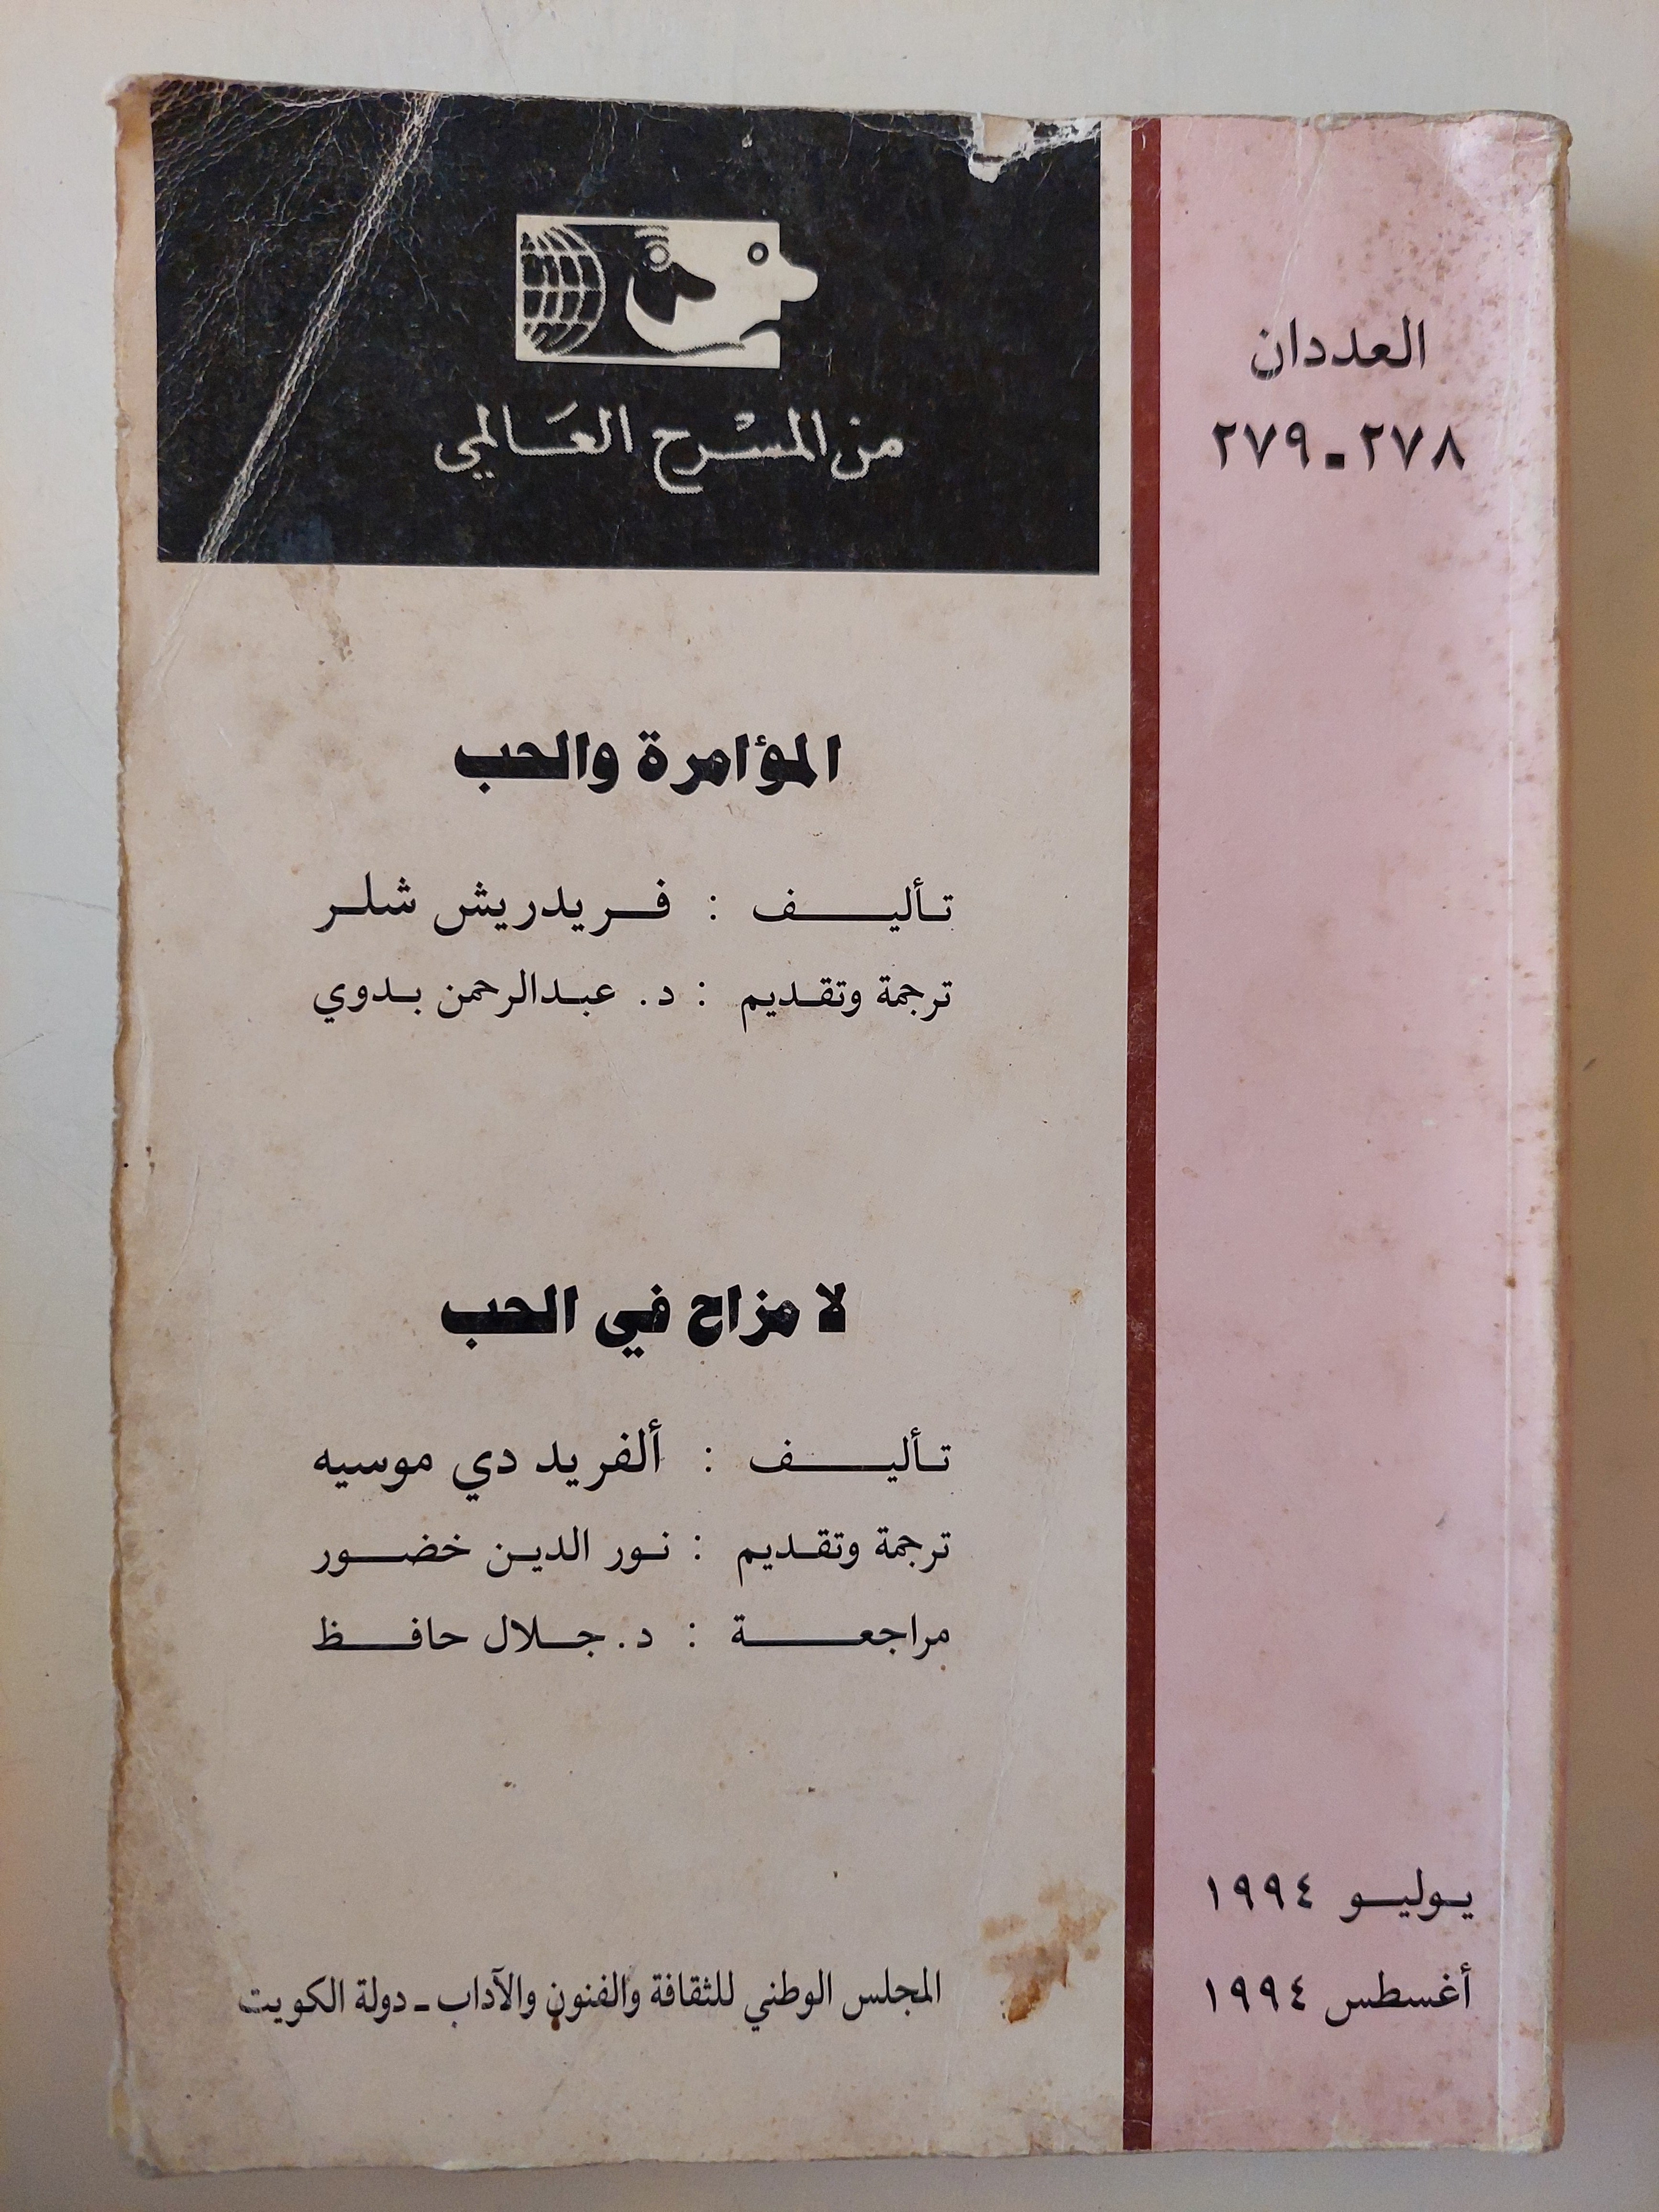 من المسرح العالمي
العددان
٢٧٨-٢٧٩
المؤامرة والحب
تأليف : فريدريش شلر
ترجمة وتقديم : د. عبدالرحمن بدوي
لا مزاح في الحب
تأليف : ألفريد دي موسيه
ترجمة وتقديم : نور الدين خضور
مراجعة : د. جلال حافظ
يوليو ١٩٩٤
أغسطس ١٩٩٤
المجلس الوطني للثقافة والفنون والآداب - دولة الكويت